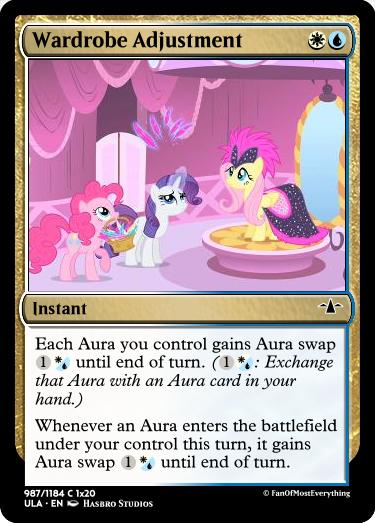 Wardrobe Adjustment
Instant
Each Aura you control gains Aura swap
1 until end of turn. (1 : Exchange
that Aura with an Aura card in your
hand.)
Whenever an Aura enters the battlefield
under your control this turn, it gains
Aura swap 1 until end of turn.
987/1184 C 1x20
ULA • EN Hasbro Studios
© FanOfMostEverything